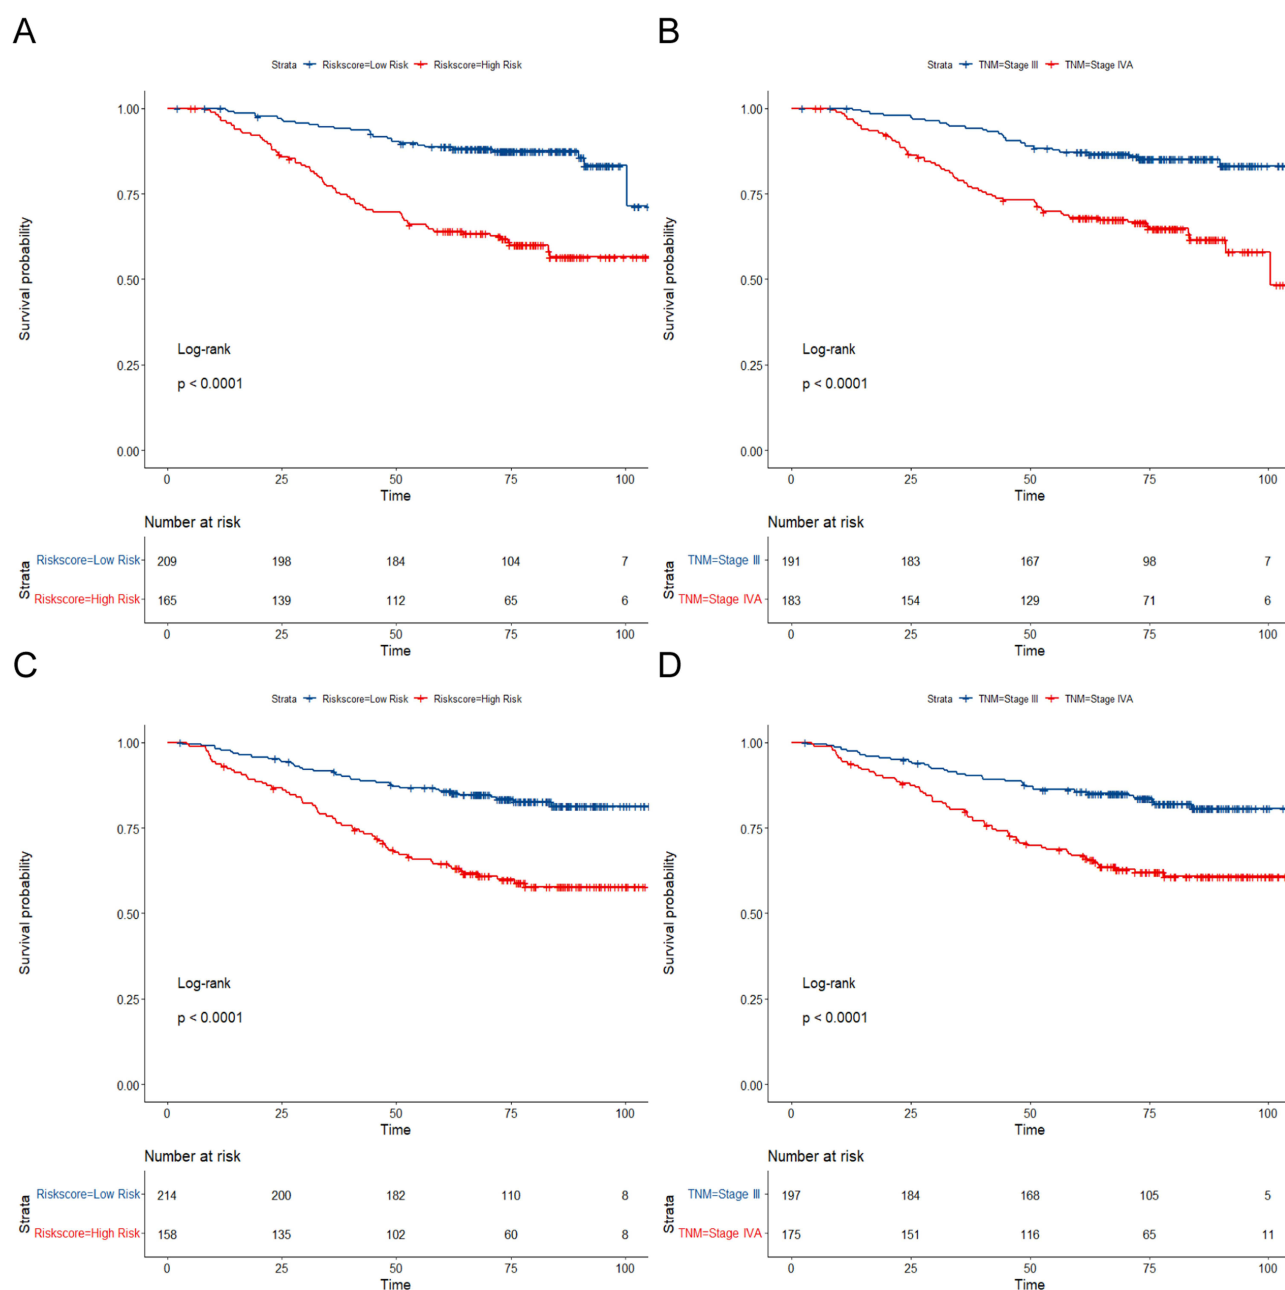 A
Strata Riskscore=Low Risk Riskscore=High Risk
1.00
0.75
0.50
0.25
0.00
Survival probability
Log-rank
p < 0.0001
0 25 50 75 100
Time
Number at risk
Strata
Riskscore=Low Risk 209 198 184 104 7
Riskscore=High Risk 165 139 112 65 6
0 25 50 75 100
Time
B
Strata TNM=Stage III TNM=Stage IVA
1.00
0.75
0.50
0.25
0.00
Survival probability
Log-rank
p < 0.0001
0 25 50 75 100
Time
Number at risk
Strata
TNM=Stage III 191 183 167 98 7
TNM=Stage IVA 183 154 129 71 6
0 25 50 75 100
Time
C
Strata Riskscore=Low Risk Riskscore=High Risk
1.00
0.75
0.50
0.25
0.00
Survival probability
Log-rank
p < 0.0001
0 25 50 75 100
Time
Number at risk
Strata
Riskscore=Low Risk 214 200 182 110 8
Riskscore=High Risk 158 135 102 60 8
0 25 50 75 100
Time
D
Strata TNM=Stage III TNM=Stage IVA
1.00
0.75
0.50
0.25
0.00
Survival probability
Log-rank
p < 0.0001
0 25 50 75 100
Time
Number at risk
Strata
TNM=Stage III 197 184 168 105 5
TNM=Stage IVA 175 151 116 65 11
0 25 50 75 100
Time